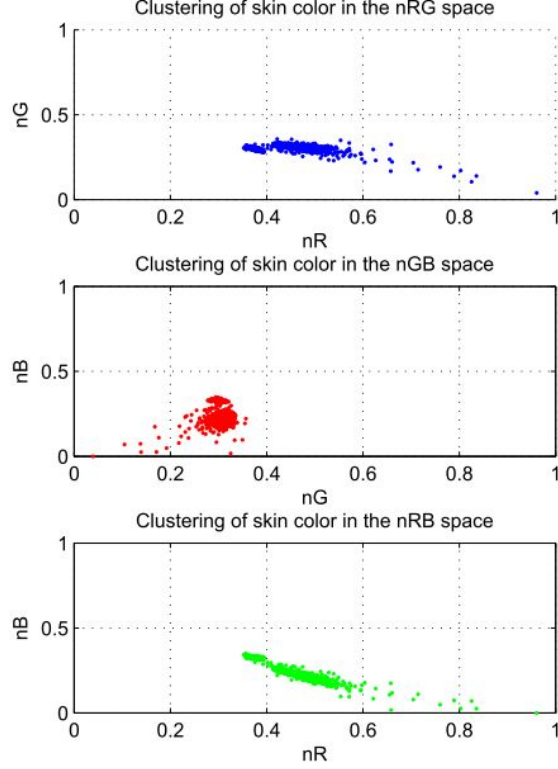 Clustering of skin color in the nRG space
1
nG
0.5
0
0 0.2 0.4 0.6 0.8 1
nR
Clustering of skin color in the nGB space
1
nB
0.5
0
0 0.2 0.4 0.6 0.8 1
nG
Clustering of skin color in the nRB space
1
nB
0.5
0
0 0.2 0.4 0.6 0.8 1
nR